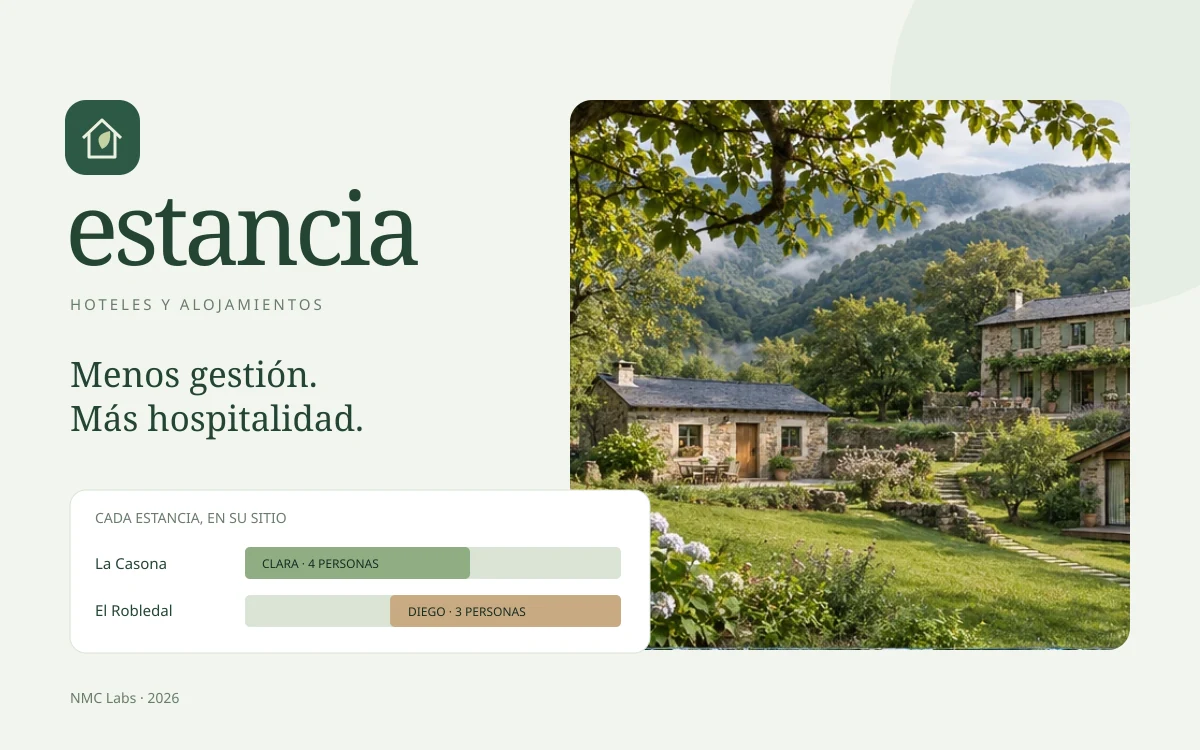 estancia
HOTELES Y ALOJAMIENTOS
Menos gestión.
Más hospitalidad.
CADA ESTANCIA, EN SU SITIO
La Casona
CLARA · 4 PERSONAS
El Robledal
DIEGO · 3 PERSONAS
NMC Labs · 2026